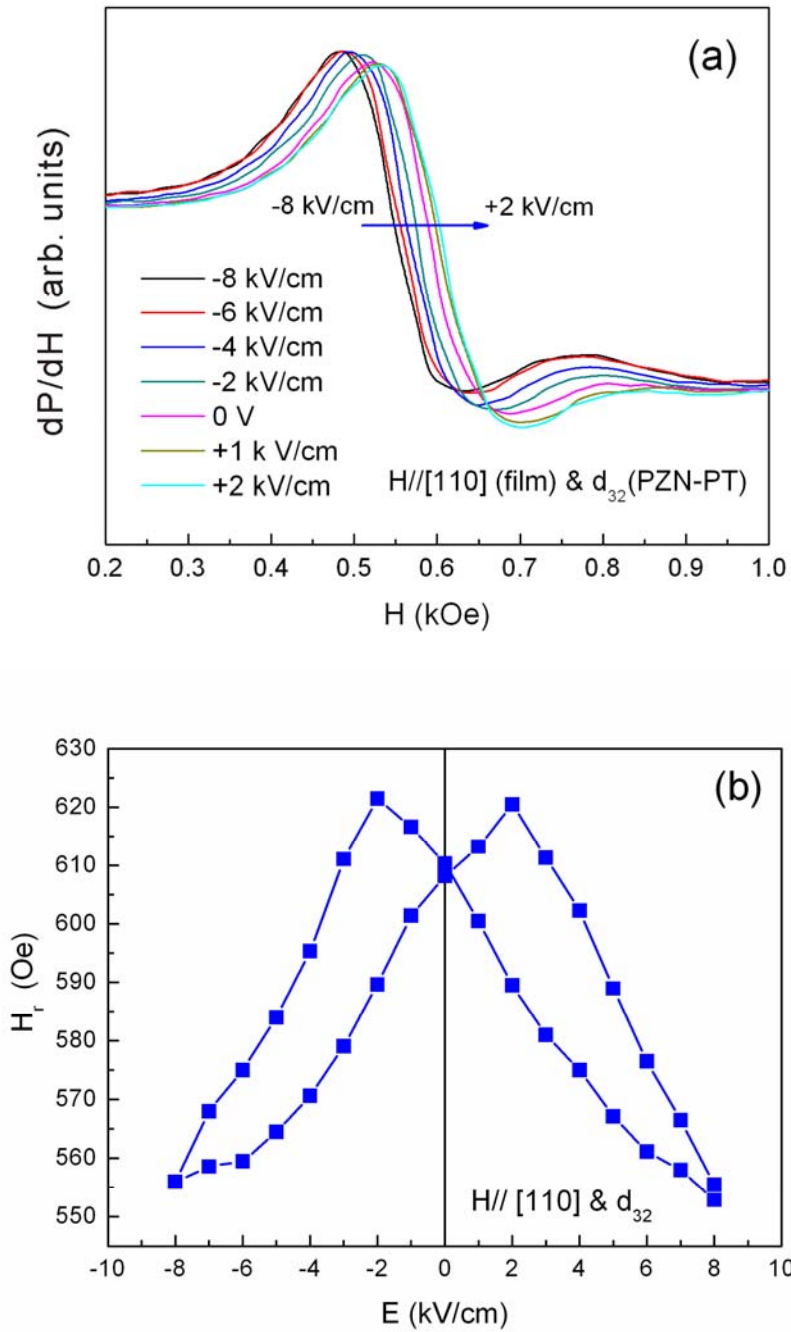 (a)
dP/dH (arb. units)
-8 kV/cm
+2 kV/cm
-8 kV/cm
-6 kV/cm
-4 kV/cm
-2 kV/cm
0 V
+1 k V/cm
+2 kV/cm
H//[110] (film) & d32(PZN-PT)
0.2 0.3 0.4 0.5 0.6 0.7 0.8 0.9 1.0
H (kOe)
(b)
630
620
610
600
590
580
570
560
550
Hr (Oe)
H// [110] & d32
-10 -8 -6 -4 -2 0 2 4 6 8 10
E (kV/cm)